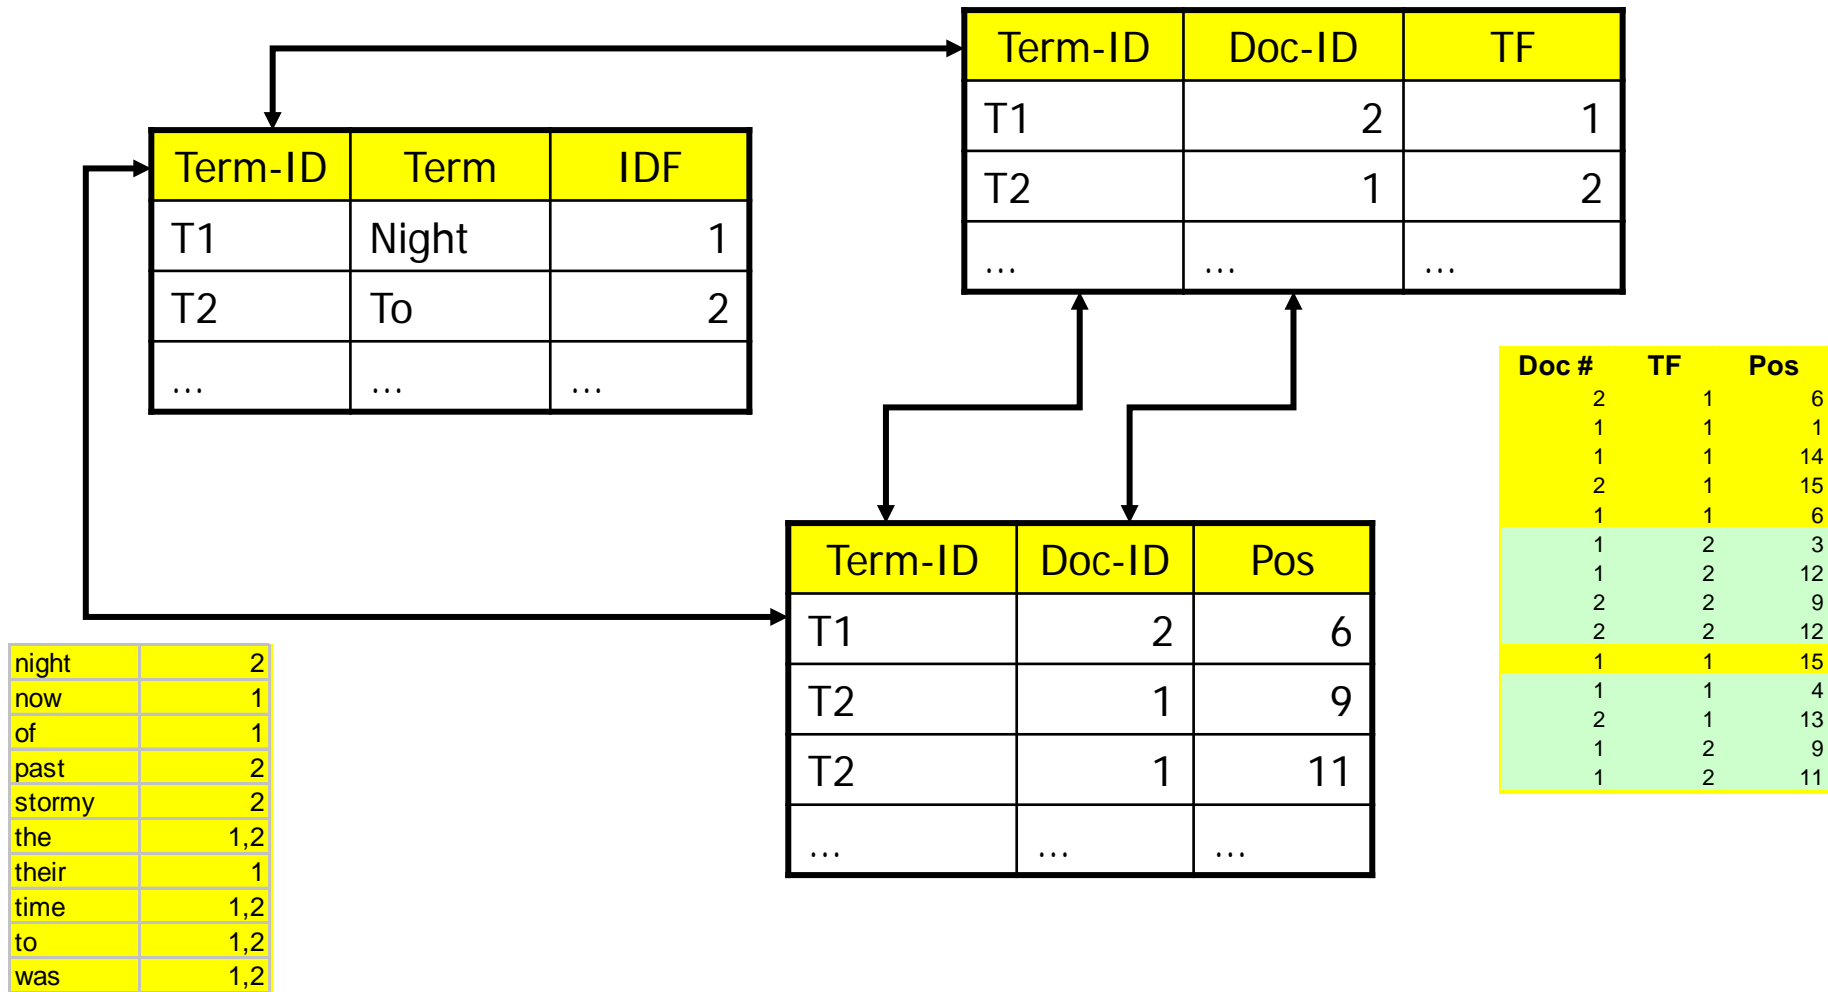 Term-ID Doc-ID TF
T1 2 1
T2 1 2
... ... ...
Term-ID Term IDF
T1 Night 1
T2 To 2
... ... ...
Doc # TF Pos
2 1 6
1 1 1
1 1 14
2 1 15
1 1 6
1 2 3
1 2 12
2 2 9
2 2 12
1 1 15
1 1 4
2 1 13
1 2 9
1 2 11
Term-ID Doc-ID Pos
T1 2 6
T2 1 9
T2 1 11
... ... ...
night 2
now 1
of 1
past 2
stormy 2
the 1,2
their 1
time 1,2
to 1,2
was 1,2